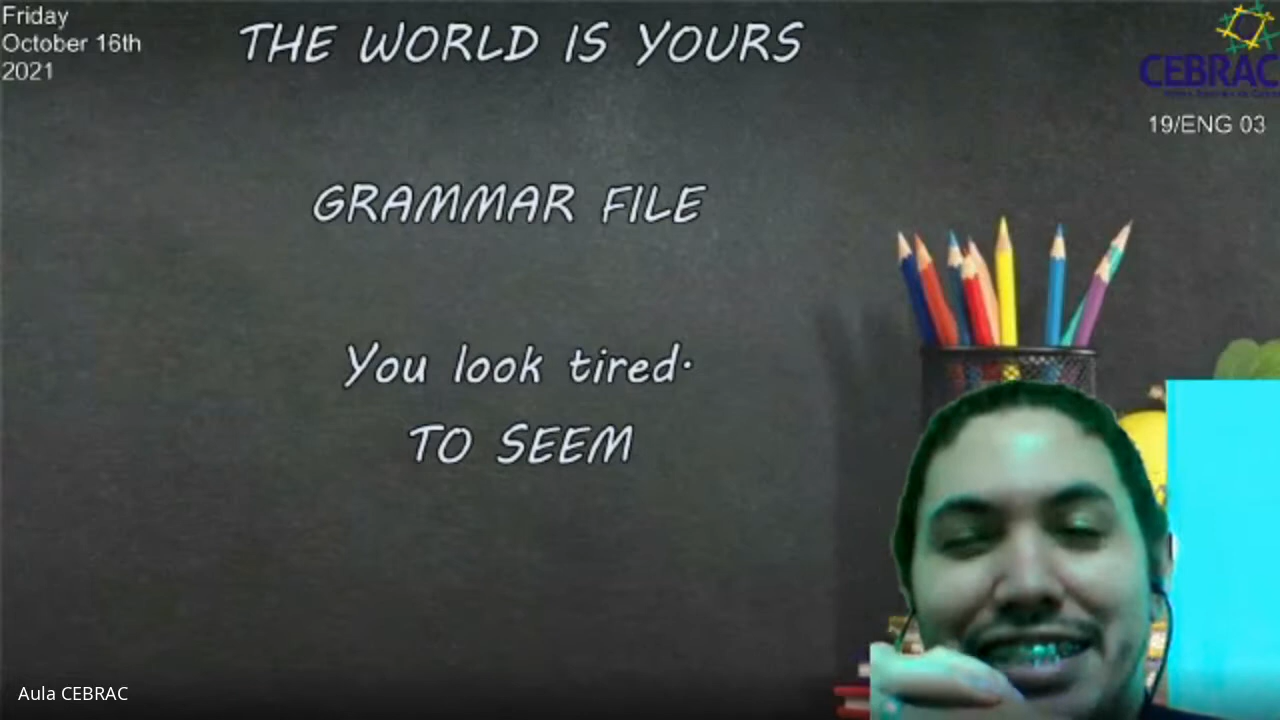 Friday
October 16th
2021
THE WORLD IS YOURS
CEBRAC
19/ENG 03
GRAMMAR FILE
You look tired.
TO SEEM
Aula CEBRAC